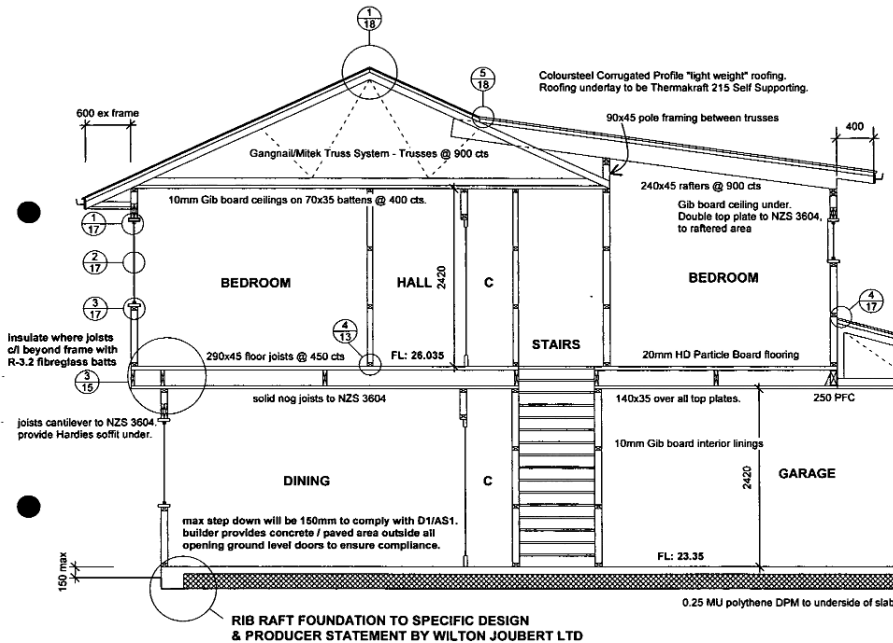 1
18
5
18
Coloursteel Corrugated Profile "light weight" roofing.
Roofing underlay to be Thermakraft 215 Self Supporting.
600 ex frame
90x45 pole framing between trusses
400
Gangnail/Mitek Truss System - Trusses @ 900 cts
240x45 rafters @ 900 cts
10mm Gib board ceilings on 70x35 battens @ 400 cts.
Gib board ceiling under.
Double top plate to NZS 3604,
to raftered area
1
17
2
17
BEDROOM
HALL
2420
C
BEDROOM
3
17
4
17
4
13
STAIRS
insulate where joists
c/l beyond frame with
R-3.2 fibreglass batts
290x45 floor joists @ 450 cts
FL: 26.035
20mm HD Particle Board flooring
3
15
solid nog joists to NZS 3604
140x35 over all top plates.
250 PFC
joists cantilever to NZS 3604.
provide Hardies soffit under.
10mm Gib board interior linings
DINING
C
2420
GARAGE
max step down will be 150mm to comply with D1/AS1.
builder provides concrete / paved area outside all
opening ground level doors to ensure compliance.
FL: 23.35
150 max
0.25 MU polythene DPM to underside of slab
RIB RAFT FOUNDATION TO SPECIFIC DESIGN
& PRODUCER STATEMENT BY WILTON JOUBERT LTD